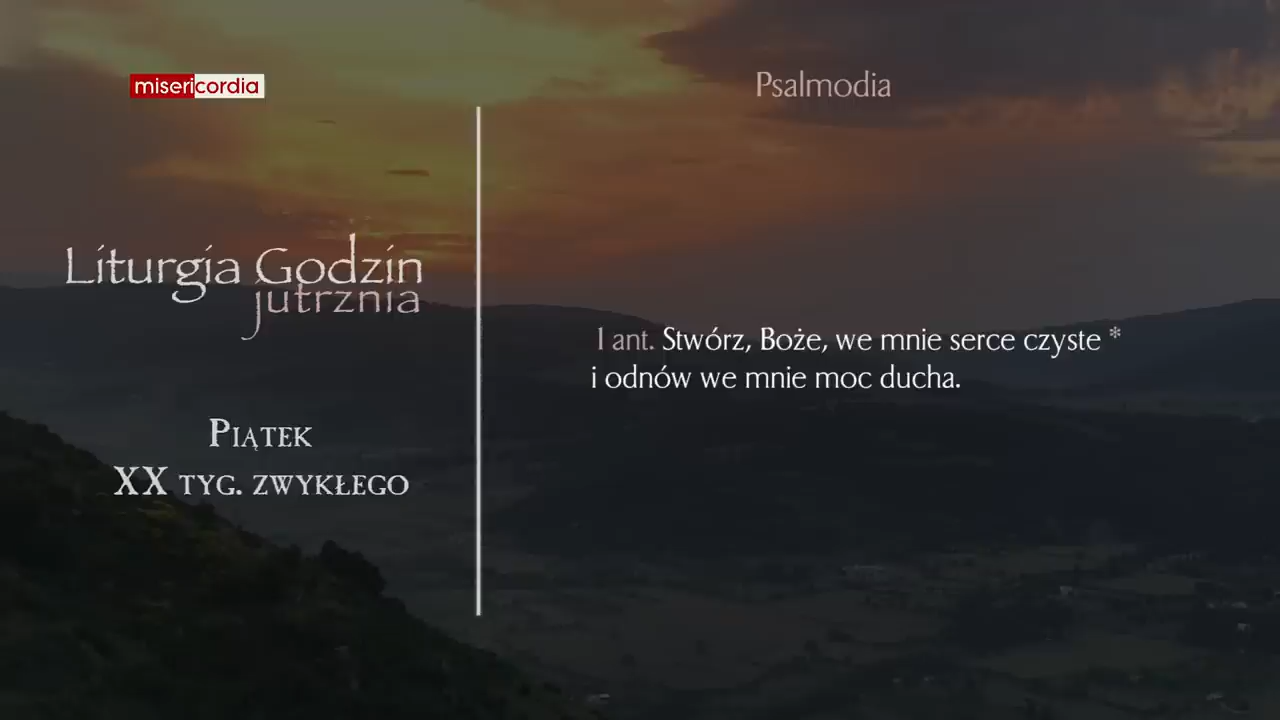 misericordia
Psalmodia
Liturgia Godzin
jutrznia
1 ant. Stwórz, Boże, we mnie serce czyste *
i odnów we mnie moc ducha.
Piątek
XX tyg. zwykłego